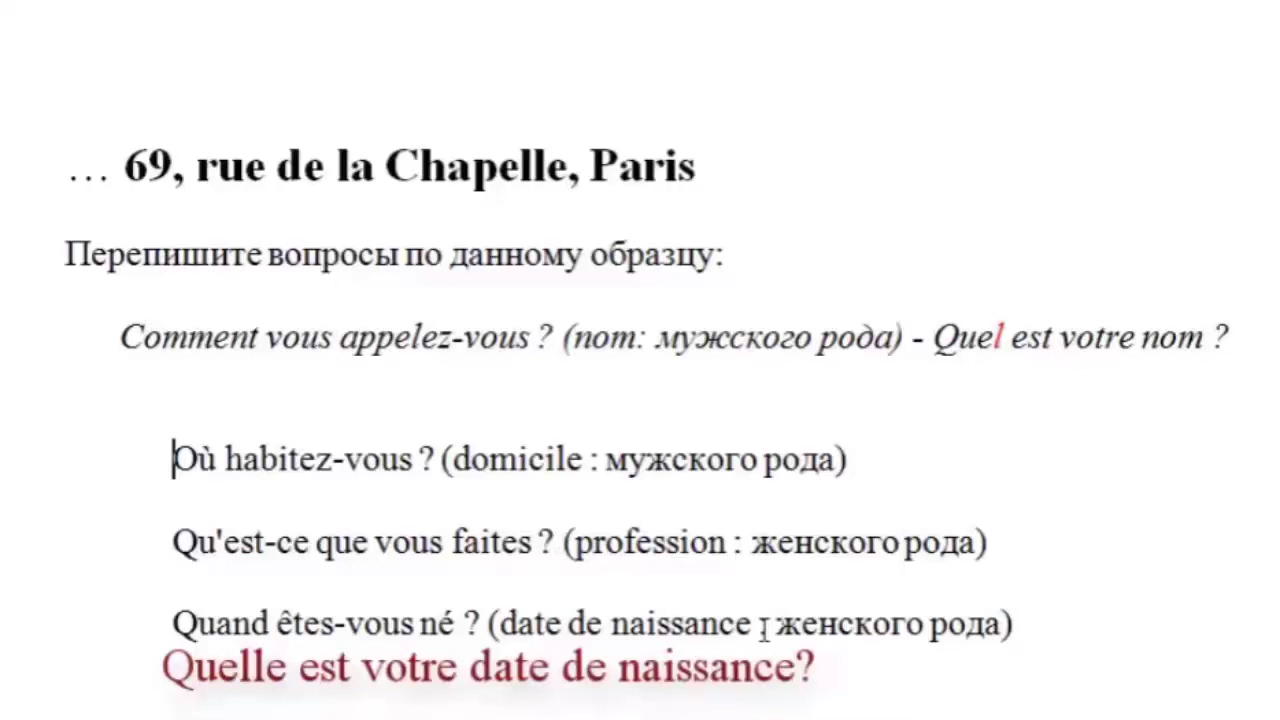 … 69, rue de la Chapelle, Paris
Перепишите вопросы по данному образцу:
Comment vous appelez-vous ? (nom: мужского рода) - Quel est votre nom ?
Où habitez-vous ? (domicile : мужского рода)
Qu'est-ce que vous faites ? (profession : женского рода)
Quand êtes-vous né ? (date de naissance : женского рода)
Quelle est votre date de naissance?